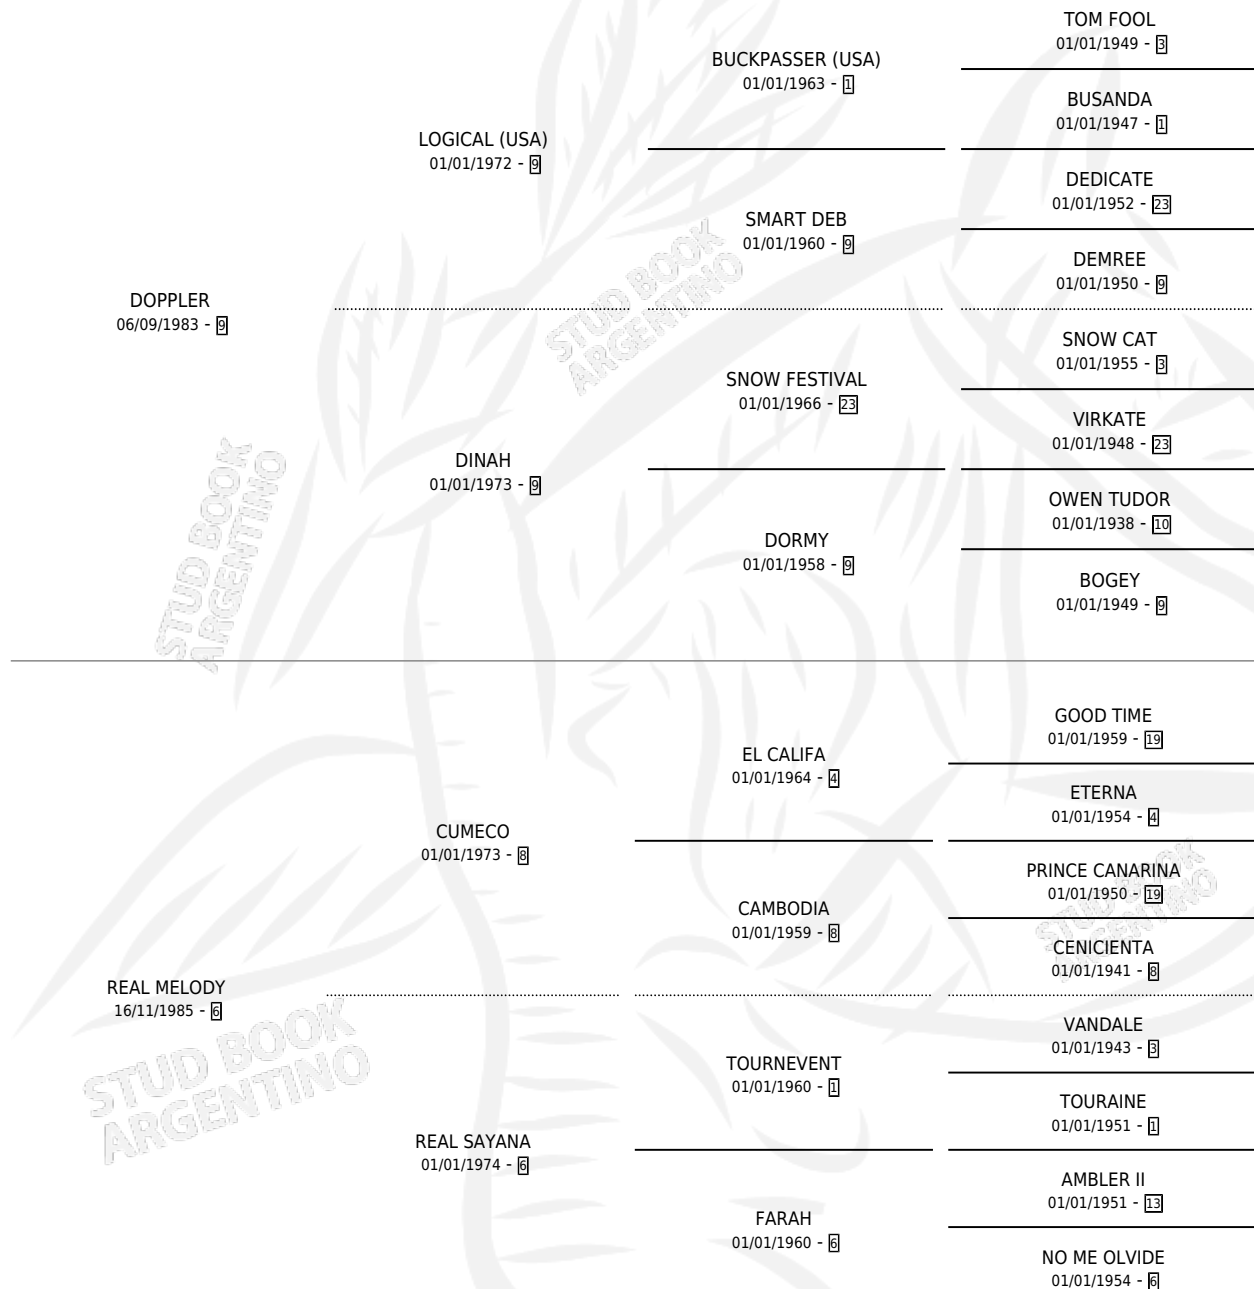 TOM FOOL
01/01/1949 - 3
BUCKPASSER (USA)
01/01/1963 - 1
BUSANDA
01/01/1947 - 1
LOGICAL (USA)
01/01/1972 - 9
DEDICATE
01/01/1952 - 23
SMART DEB
01/01/1960 - 9
DEMREE
01/01/1950 - 9
DOPPLER
06/09/1983 - 9
SNOW CAT
01/01/1955 - 3
SNOW FESTIVAL
01/01/1966 - 23
VIRKATE
01/01/1948 - 23
DINAH
01/01/1973 - 9
OWEN TUDOR
01/01/1938 - 10
DORMY
01/01/1958 - 9
BOGEY
01/01/1949 - 9
GOOD TIME
01/01/1959 - 19
EL CALIFA
01/01/1964 - 4
ETERNA
01/01/1954 - 4
CUMECO
01/01/1973 - 8
PRINCE CANARINA
01/01/1950 - 19
CAMBODIA
01/01/1959 - 8
CENICIENTA
01/01/1941 - 8
REAL MELODY
16/11/1985 - 6
VANDALE
01/01/1943 - 3
TOURNEVENT
01/01/1960 - 1
TOURAINE
01/01/1951 - 1
REAL SAYANA
01/01/1974 - 6
AMBLER II
01/01/1951 - 13
FARAH
01/01/1960 - 6
NO ME OLVIDE
01/01/1954 - 6
STUD BOOK
ARGENTINO
STUD BOOK
ARGENTINO
STUD BOOK
ARGENTINO
STUD BOOK
ARGENTINO